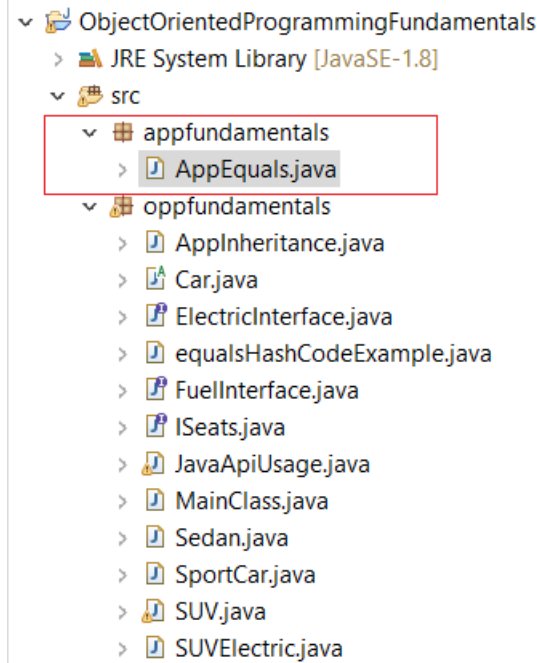 ObjectOrientedProgrammingFundamentals
JRE System Library [JavaSE-1.8]
src
appfundamentals
AppEquals.java
oppfundamentals
AppInheritance.java
Car.java
ElectricInterface.java
equalsHashCodeExample.java
FuelInterface.java
ISeats.java
JavaApiUsage.java
MainClass.java
Sedan.java
SportCar.java
SUV.java
SUVElectric.java